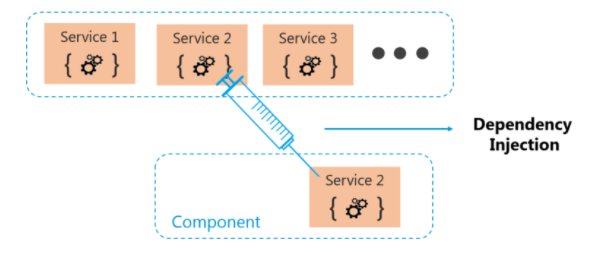 Service 1
Service 2
Service 3
{ }
{ }
{ }
Dependency
Injection
Service 2
{ }
Component